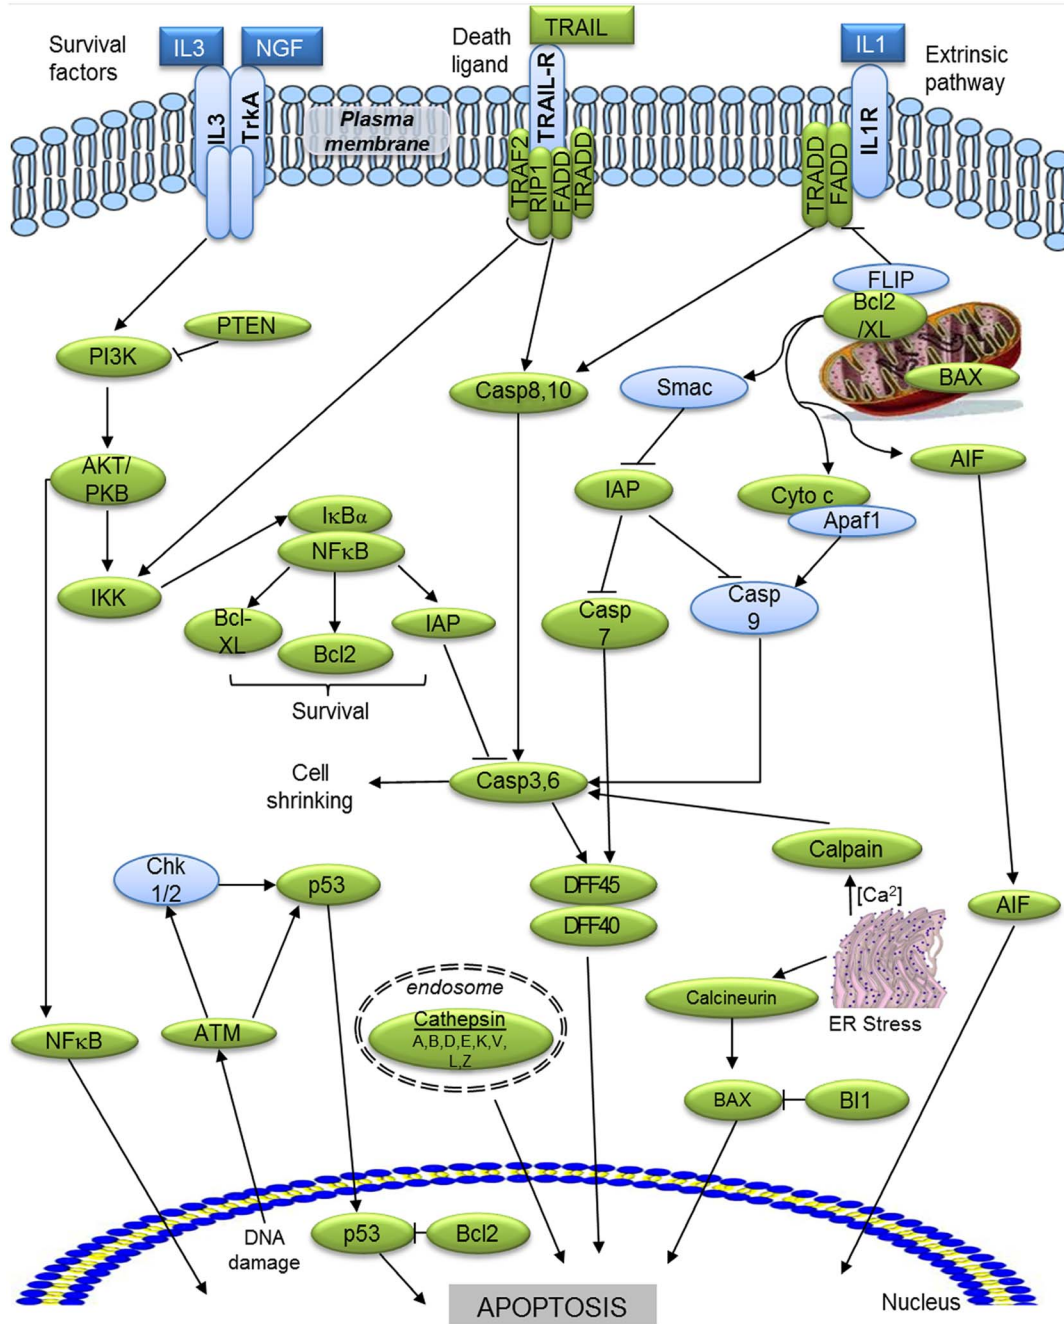 Survival
factors
IL3
NGF
Death
ligand
TRAIL
IL1
Extrinsic
pathway
IL3
TrkA
Plasma
membrane
TRAIL-R
TRAF2
RIP1
FADD
TRADD
TRADD
FADD
IL1R
FLIP
Bcl2
/XL
BAX
PTEN
PI3K
Casp8,10
Smac
AKT/
PKB
IAP
Cyto c
Apaf1
AIF
IκBα
NFκB
IKK
Bcl-
XL
Bcl2
IAP
Casp
7
Casp
9
Survival
Cell
shrinking
Casp3,6
Calpain
[Ca²]
Chk
1/2
p53
DFF45
DFF40
AIF
endosome
Cathepsin
A,B,D,E,K,V,
L,Z
Calcineurin
ER Stress
NFκB
ATM
BAX
BI1
DNA
damage
p53
Bcl2
APOPTOSIS
Nucleus